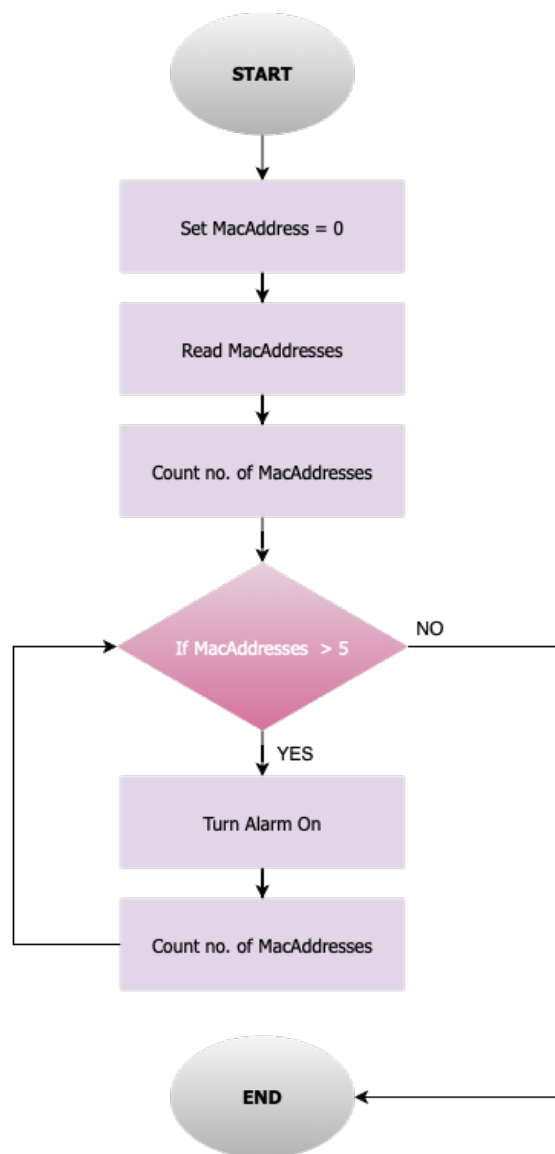 START
Set MacAddress = 0
Read MacAddresses
Count no. of MacAddresses
If MacAddresses > 5
NO
YES
Turn Alarm On
Count no. of MacAddresses
END